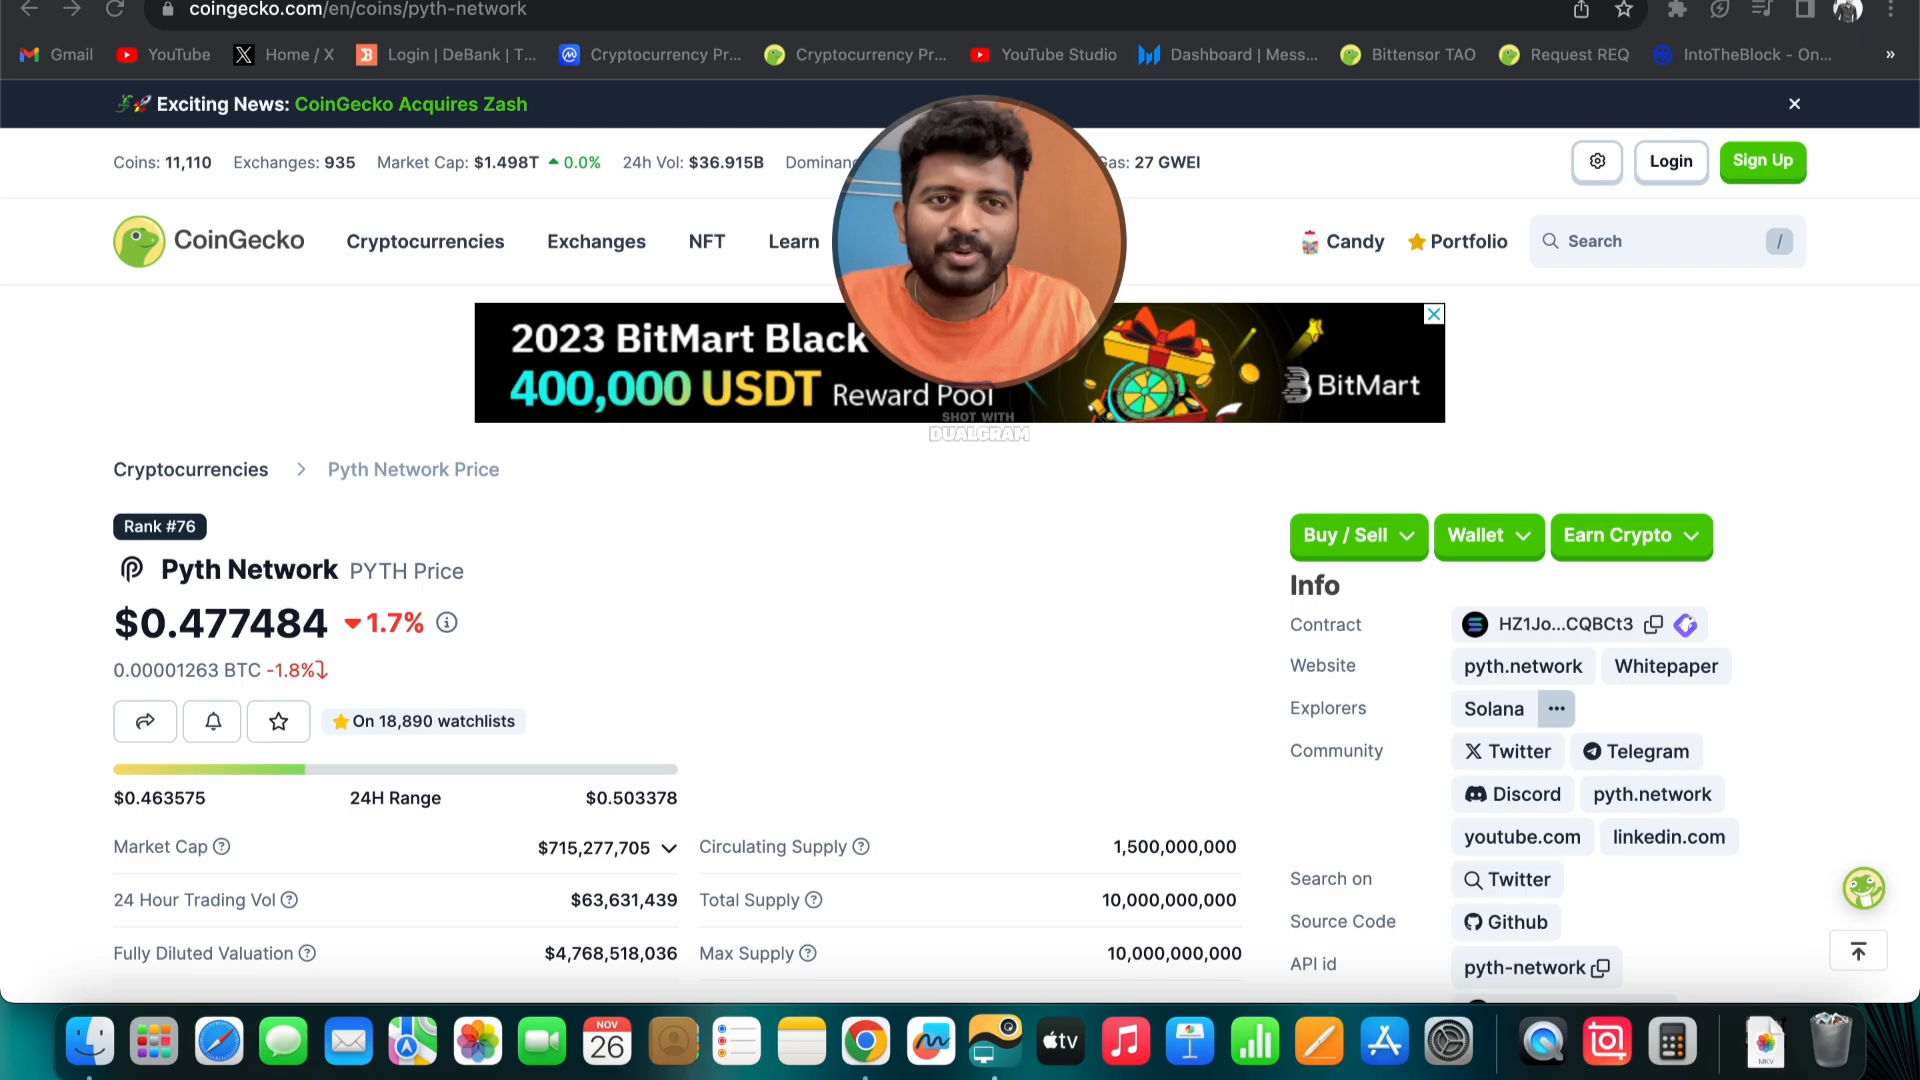 coingecko.com/en/coins/pyth-network
Gmail YouTube Home / X Login | DeBank | T... Cryptocurrency Pr... Cryptocurrency Pr... YouTube Studio Dashboard | Mess... Bittensor TAO Request REQ IntoTheBlock - On... »
Exciting News: CoinGecko Acquires Zash
Coins: 11,110 Exchanges: 935 Market Cap: $1.498T 0.0% 24h Vol: $36.915B 27 GWEI
Login Sign Up
CoinGecko Cryptocurrencies Exchanges NFT Learn Candy Portfolio Search /
2023 BitMart Black
400,000 USDT Reward Pool BitMart
SHOT WITH
DUALGRAM
Cryptocurrencies > Pyth Network Price
Rank #76
Pyth Network PYTH Price
$0.477484 1.7%
0.00001263 BTC -1.8%
On 18,890 watchlists
$0.463575 24H Range $0.503378
Market Cap $715,277,705 Circulating Supply 1,500,000,000
24 Hour Trading Vol $63,631,439 Total Supply 10,000,000,000
Fully Diluted Valuation $4,768,518,036 Max Supply 10,000,000,000
Buy / Sell Wallet Earn Crypto
Info
Contract HZ1Jo...CQBCt3
Website pyth.network Whitepaper
Explorers Solana ...
Community Twitter Telegram
Discord pyth.network
youtube.com linkedin.com
Search on Twitter
Source Code Github
API id pyth-network
NOV
26
tv
MKV